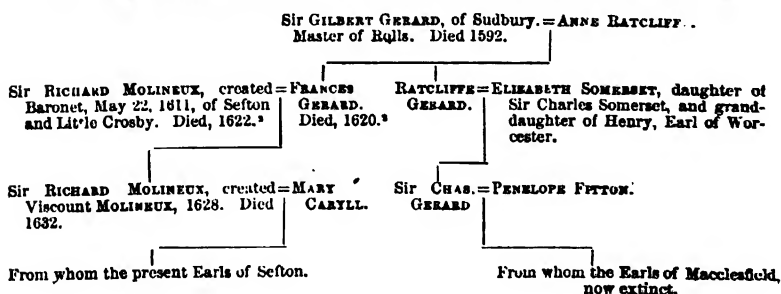 Sir GILBERT GERARD, of Sudbury. = ANNE RATCLIFF.
Master of Rolls. Died 1592.
Sir RICHARD MOLINEUX, created = FRANCES
Baronet, May 22, 1611, of Sefton GERARD.
and Little Crosby. Died, 1622.² Died, 1620.²
RATCLIFFE = ELIZABETH SOMERSET, daughter of
GERARD. Sir Charles Somerset, and grand-
daughter of Henry, Earl of Wor-
cester.
Sir RICHARD MOLINEUX, created = MARY
Viscount MOLINEUX, 1628. Died CARYLL.
1632.
Sir CHAS. = PENELOPE FITTON.
GERARD
From whom the present Earls of Sefton.
From whom the Earls of Macclesfield,
now extinct.